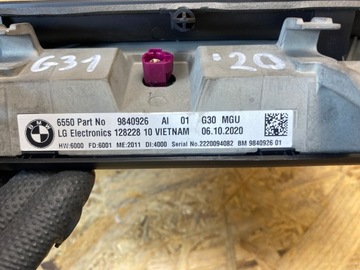 G31 '20
BMW
6550 Part No 9840926 AI 01 G30 MGU
LG Electronics 128228 10 VIETNAM 06.10.2020
HW:6000 FD:6001 ME:2011 DI:4000 Serial No:2220094082 BM 9840926 01